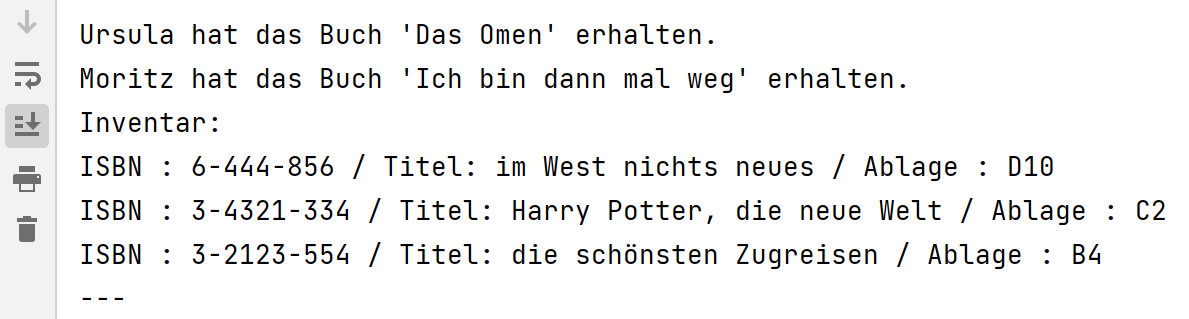 Ursula hat das Buch 'Das Omen' erhalten.
Moritz hat das Buch 'Ich bin dann mal weg' erhalten.
Inventar:
ISBN : 6-444-856 / Titel: im West nichts neues / Ablage : D10
ISBN : 3-4321-334 / Titel: Harry Potter, die neue Welt / Ablage : C2
ISBN : 3-2123-554 / Titel: die schönsten Zugreisen / Ablage : B4
---